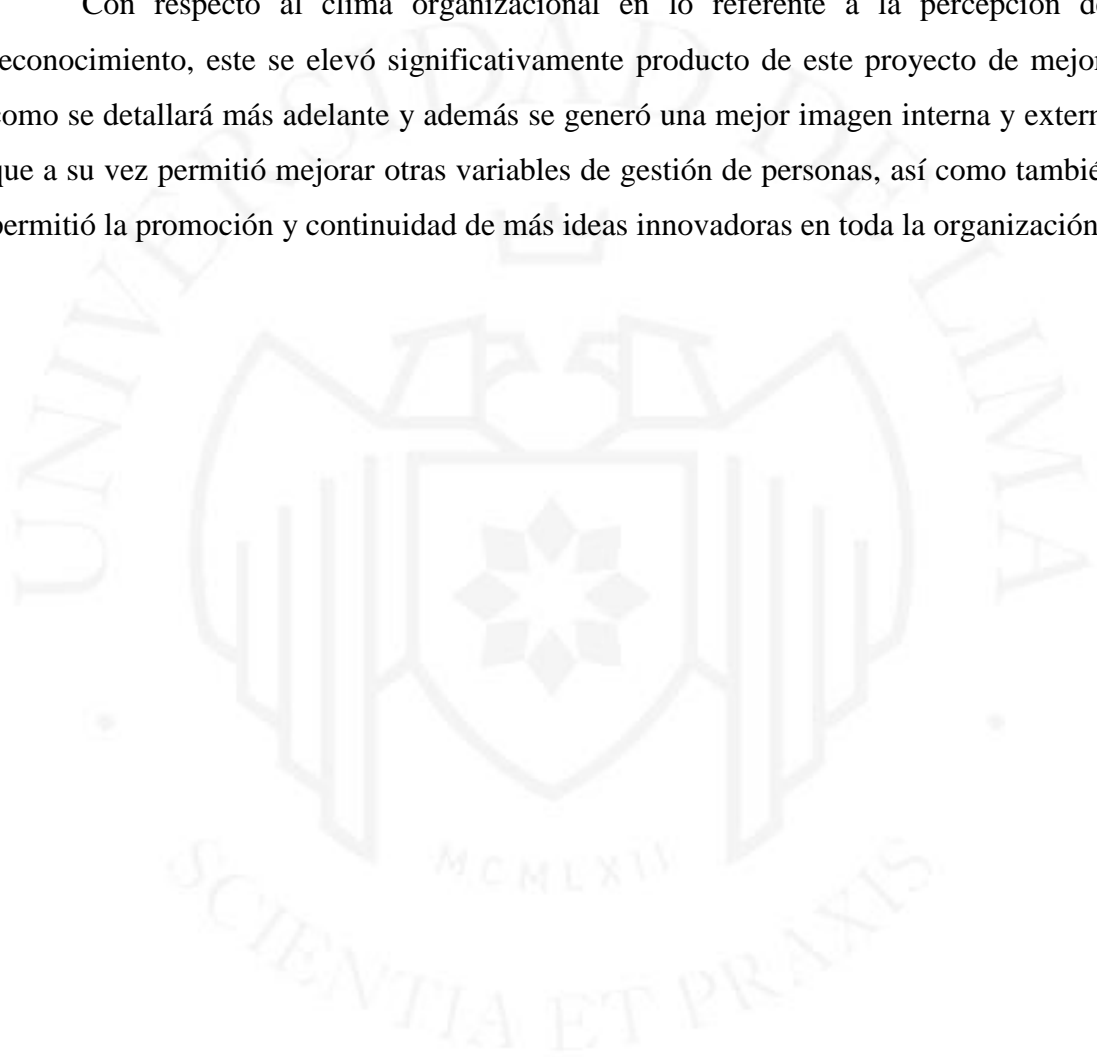 Con respecto al clima organizacional en lo referente a la percepción de
econocimiento, este se elevó significativamente producto de este proyecto de mejor
como se detallará más adelante y además se generó una mejor imagen interna y extern
que a su vez permitió mejorar otras variables de gestión de personas, así como tambié
permitió la promoción y continuidad de más ideas innovadoras en toda la organización
UNIVERSIDAD DE LIMA
MCMLXII
SCIENTIA ET PRAXIS